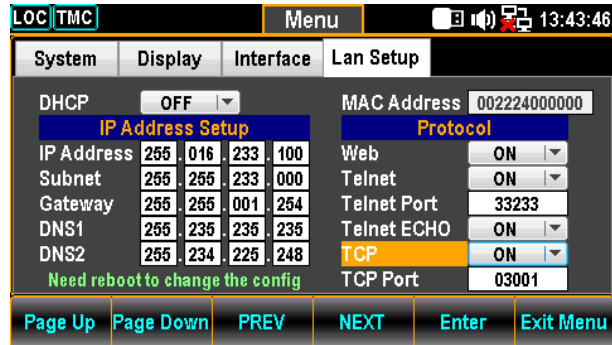 LOC TMC Menu 13:43:46
System Display Interface Lan Setup
DHCP OFF MAC Address 002224000000
IP Address Setup Protocol
IP Address 255 . 016 . 233 . 100 Web ON
Subnet 255 . 255 . 233 . 000 Telnet ON
Gateway 255 . 255 . 001 . 254 Telnet Port 33233
DNS1 255 . 235 . 235 . 235 Telnet ECHO ON
DNS2 255 . 234 . 225 . 248 TCP ON
Need reboot to change the config TCP Port 03001
Page Up Page Down PREV NEXT Enter Exit Menu